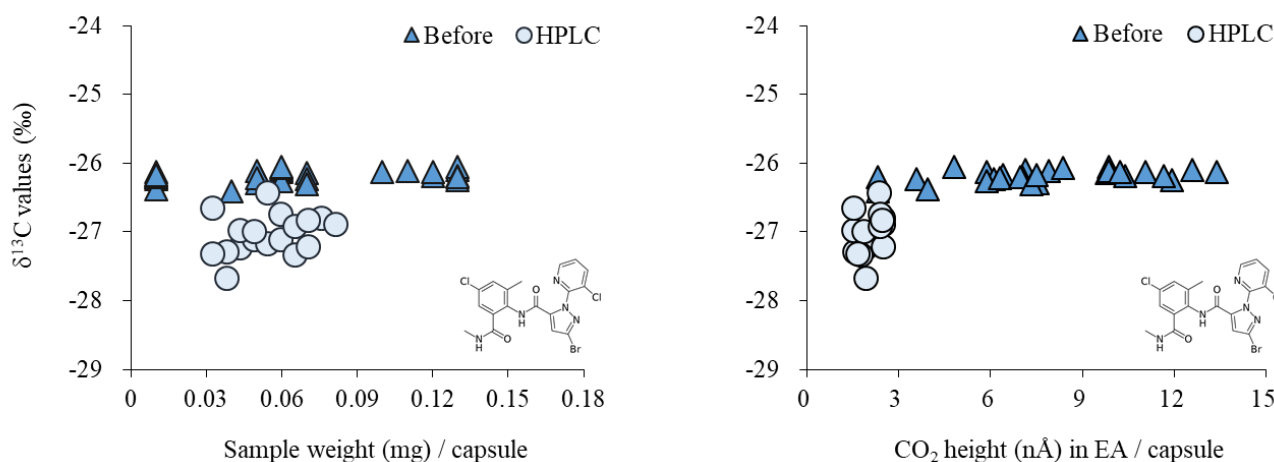 -24
-25
-26
-27
-28
-29
δ¹³C values (‰)
Before HPLC
0 0.03 0.06 0.09 0.12 0.15 0.18
Sample weight (mg) / capsule
Cl
N
Cl
O
N
N
NH
Br
O
NH
-24
-25
-26
-27
-28
-29
Before HPLC
0 3 6 9 12 15
CO₂ height (nÅ) in EA / capsule
Cl
N
O
N
N
NH
Br
O
NH